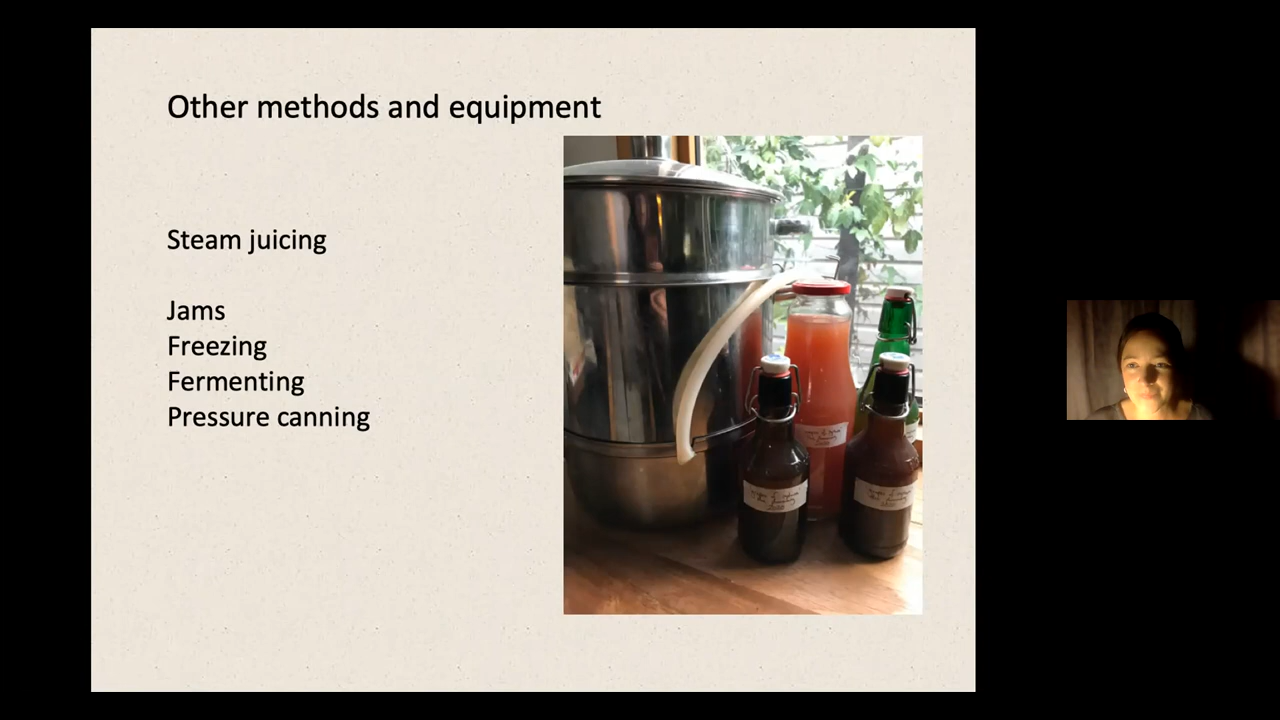 Other methods and equipment
Steam juicing
Jams
Freezing
Fermenting
Pressure canning